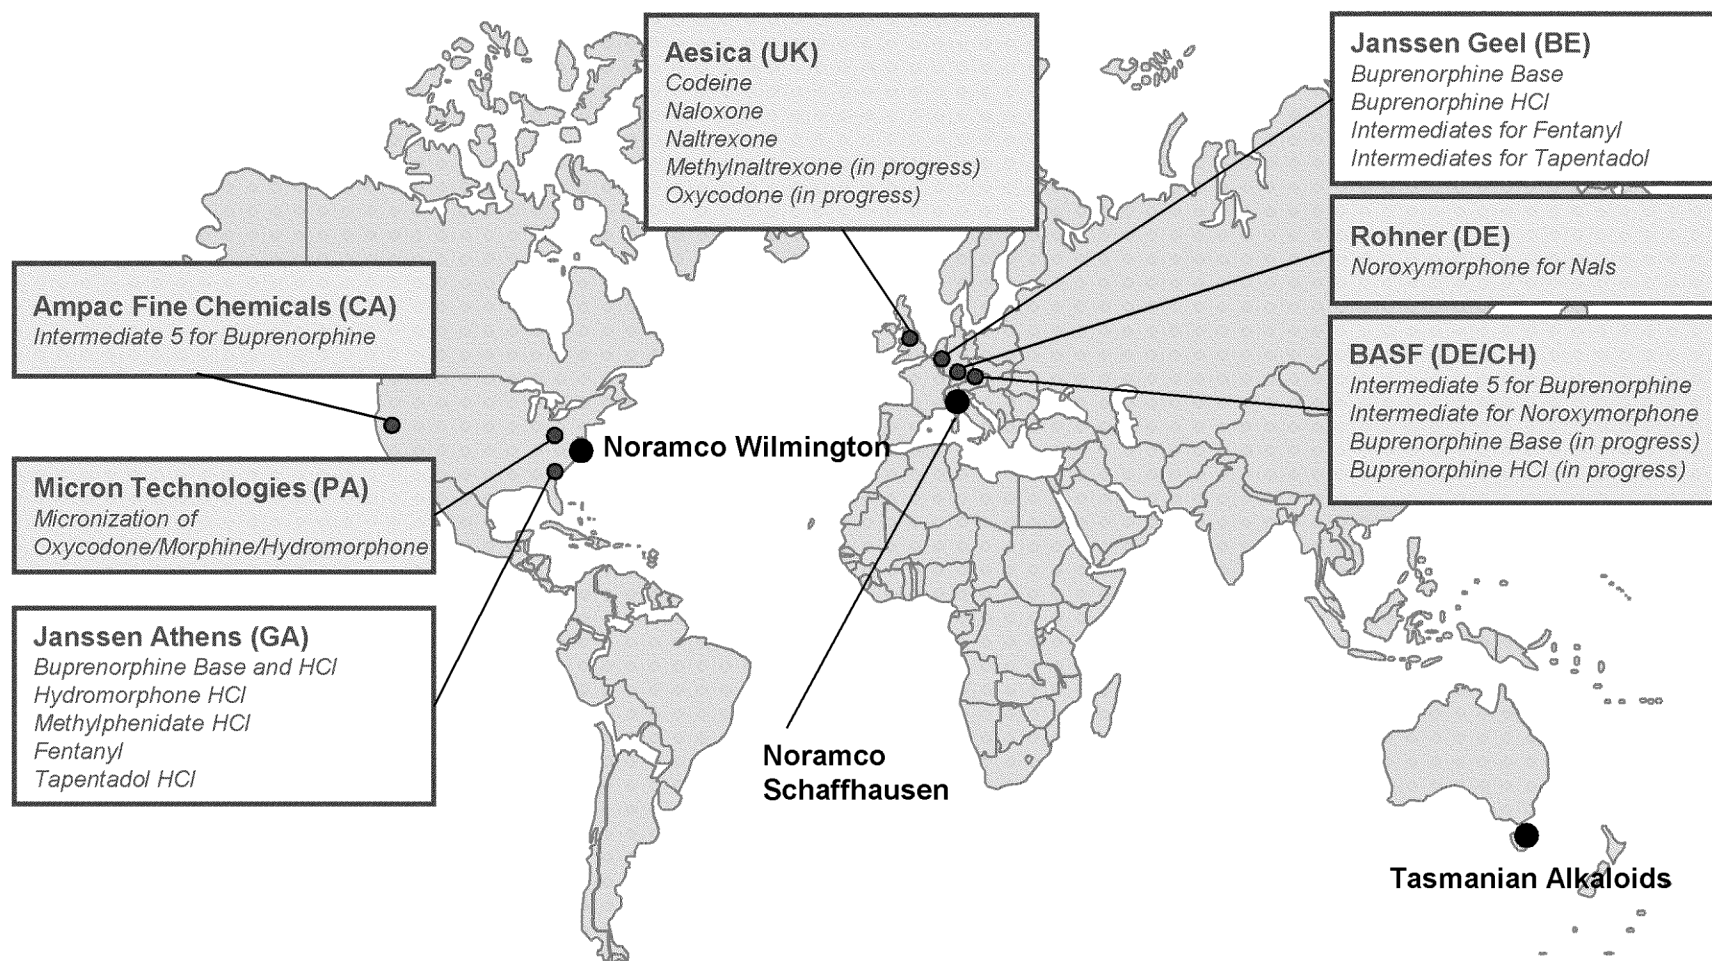 Aesica (UK)
Codeine
Naloxone
Naltrexone
Methylnaltrexone (in progress)
Oxycodone (in progress)
Janssen Geel (BE)
Buprenorphine Base
Buprenorphine HCl
Intermediates for Fentanyl
Intermediates for Tapentadol
Rohner (DE)
Noroxymorphone for Nals
BASF (DE/CH)
Intermediate 5 for Buprenorphine
Intermediate for Noroxymorphone
Buprenorphine Base (in progress)
Buprenorphine HCl (in progress)
Ampac Fine Chemicals (CA)
Intermediate 5 for Buprenorphine
Noramco Wilmington
Micron Technologies (PA)
Micronization of
Oxycodone/Morphine/Hydromorphone
Janssen Athens (GA)
Buprenorphine Base and HCl
Hydromorphone HCl
Methylphenidate HCl
Fentanyl
Tapentadol HCl
Noramco
Schaffhausen
Tasmanian Alkaloids